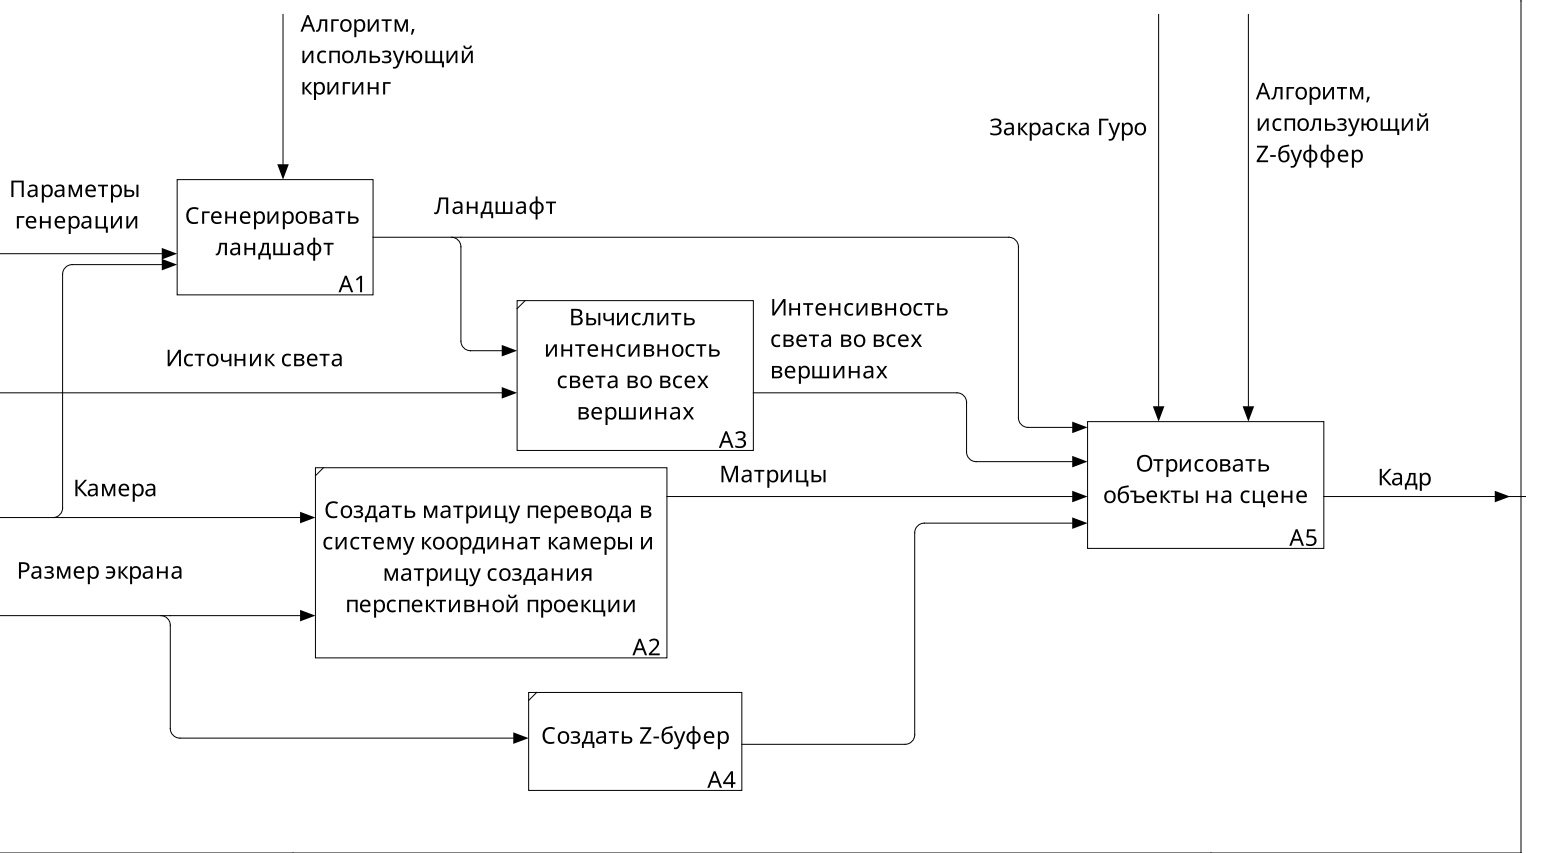 Алгоритм,
использующий
кригинг
Закраска Гуро
Алгоритм,
использующий
Z-буффер
Параметры
генерации
Сгенерировать
ландшафт
A1
Ландшафт
Источник света
Вычислить
интенсивность
света во всех
вершинах
A3
Интенсивность
света во всех
вершинах
Камера
Размер экрана
Создать матрицу перевода в
систему координат камеры и
матрицу создания
перспективной проекции
A2
Матрицы
Отрисовать
объекты на сцене
A5
Кадр
Создать Z-буфер
A4